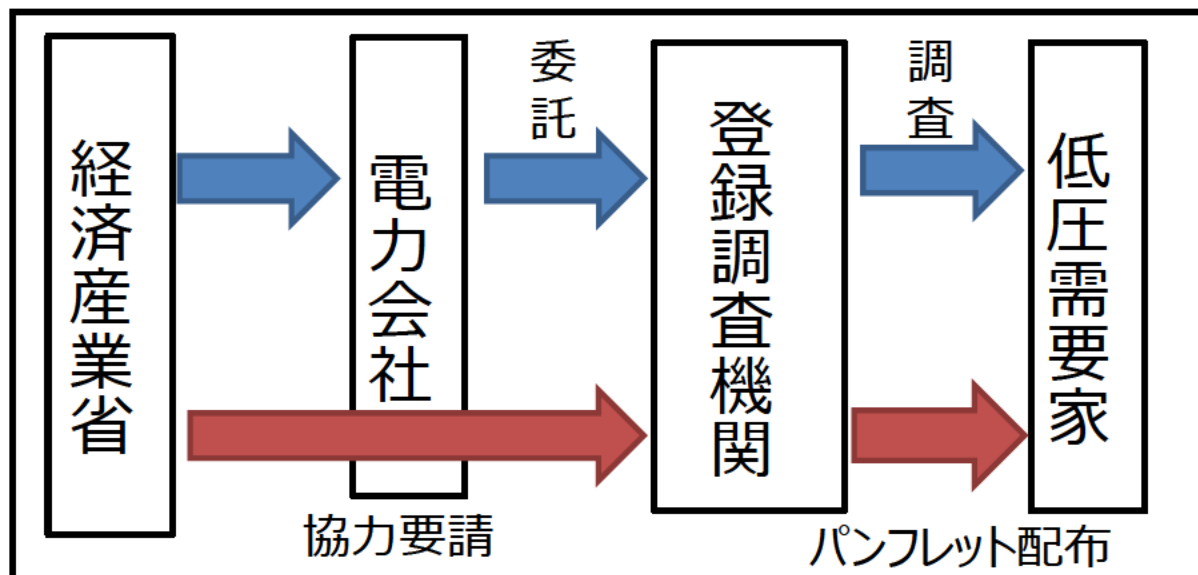 経済産業省
電力会社
委託
登録調査機関
調査
低圧需要家
協力要請
パンフレット配布